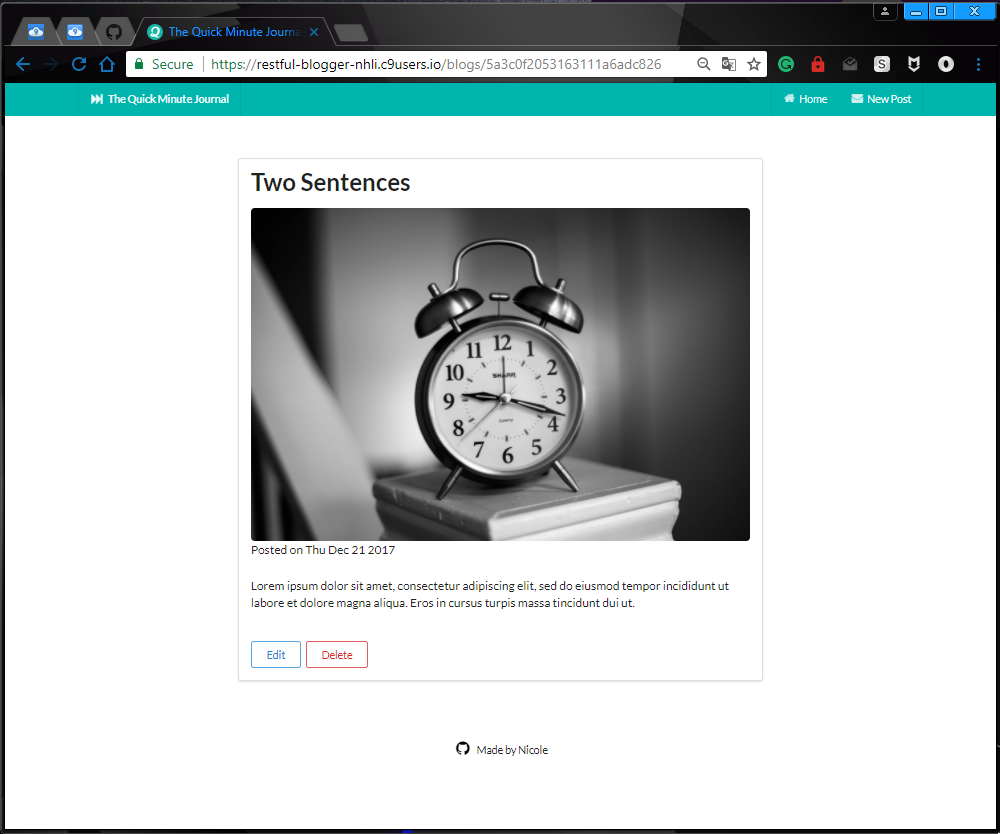 The Quick Minute Journa
Secure https://restful-blogger-nhli.c9users.io/blogs/5a3c0f2053163111a6adc826
S
The Quick Minute Journal Home New Post
Two Sentences
12
11 1
10 2
SHARP
9 3
8 4
7 5
6
Posted on Thu Dec 21 2017
Lorem ipsum dolor sit amet, consectetur adipiscing elit, sed do eiusmod tempor incididunt ut
labore et dolore magna aliqua. Eros in cursus turpis massa tincidunt dui ut.
Edit Delete
Made by Nicole